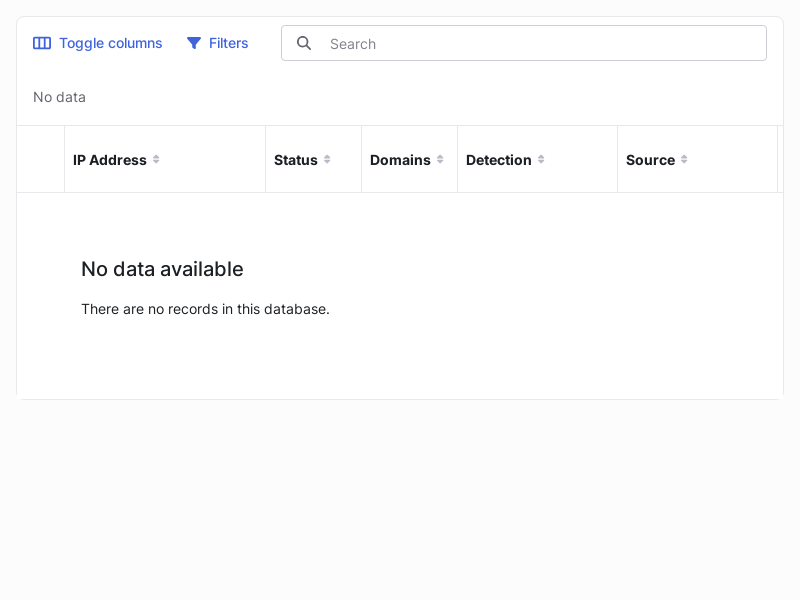 Toggle columns Filters Search
No data
IP Address Status Domains Detection Source
No data available
There are no records in this database.